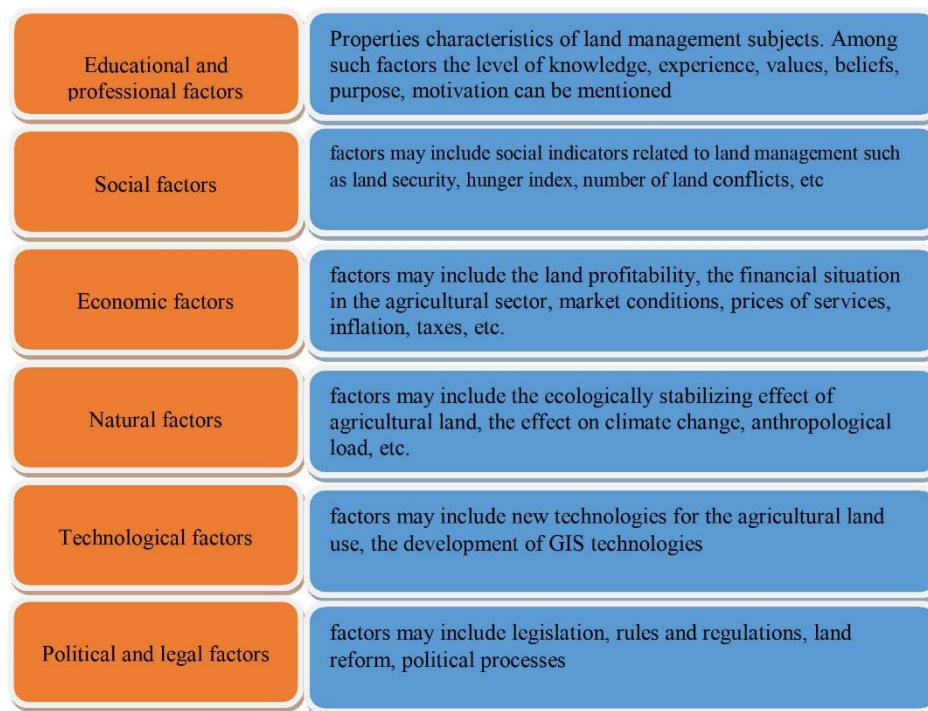 Educational and
professional factors
Properties characteristics of land management subjects. Among
such factors the level of knowledge, experience, values, beliefs,
purpose, motivation can be mentioned
Social factors
factors may include social indicators related to land management such
as land security, hunger index, number of land conflicts, etc
Economic factors
factors may include the land profitability, the financial situation
in the agricultural sector, market conditions, prices of services,
inflation, taxes, etc.
Natural factors
factors may include the ecologically stabilizing effect of
agricultural land, the effect on climate change, anthropological
load, etc.
Technological factors
factors may include new technologies for the agricultural land
use, the development of GIS technologies
Political and legal factors
factors may include legislation, rules and regulations, land
reform, political processes